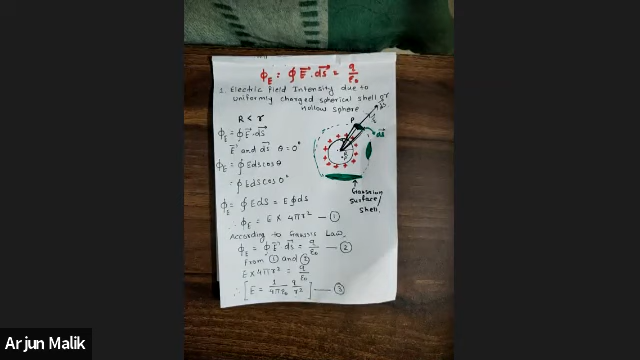 ϕE = ∮ E⃗ . ds⃗ = q/ε₀
1. Electric Field Intensity due to
uniformly charged spherical shell or
Hollow sphere
R < r
ϕE = ∮ E⃗ . ds⃗
E⃗ and ds⃗ θ = 0°
ϕE = ∮ Eds cosθ
= ∮ Eds cos 0°
ϕE = ∮ Eds = E ∮ds
∴ ϕE = E × 4πr² — ①
P
ds
R
Gaussian
Surface/
Shell.
According to Gauss's Law
ϕE = ∮ E⃗ . ds⃗ = q/ε₀ — ②
From ① and ②
E × 4πr² = q/ε₀
∴ [ E = 1/4πε₀ q/r² ] — ③
Arjun Malik